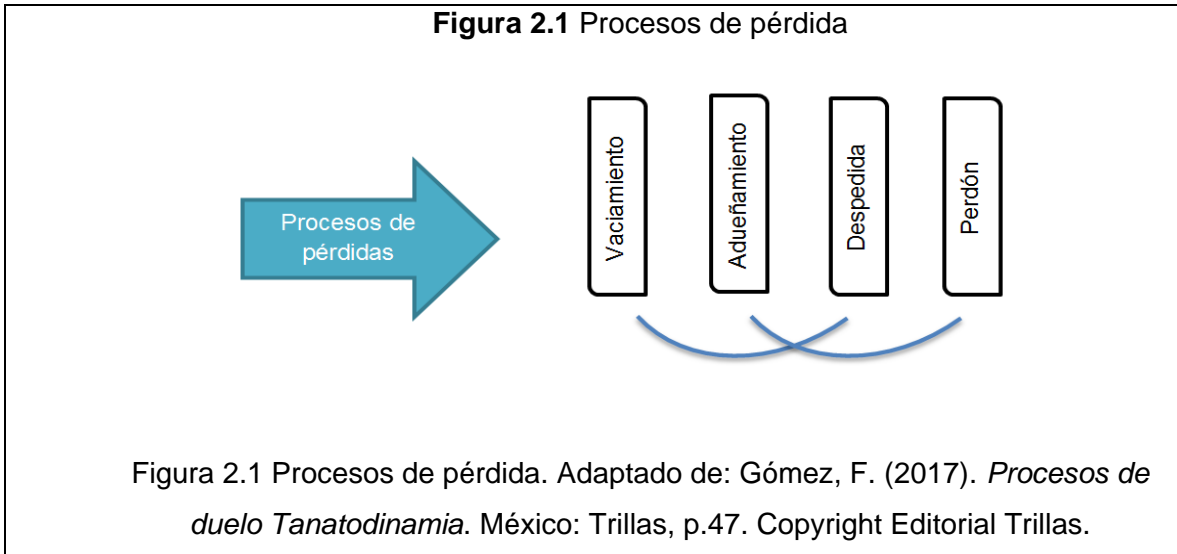 Figura 2.1 Procesos de pérdida
Procesos de
pérdidas
Vaciamiento
Adueñamiento
Despedida
Perdón
Figura 2.1 Procesos de pérdida. Adaptado de: Gómez, F. (2017). Procesos de
duelo Tanatodinamia. México: Trillas, p.47. Copyright Editorial Trillas.